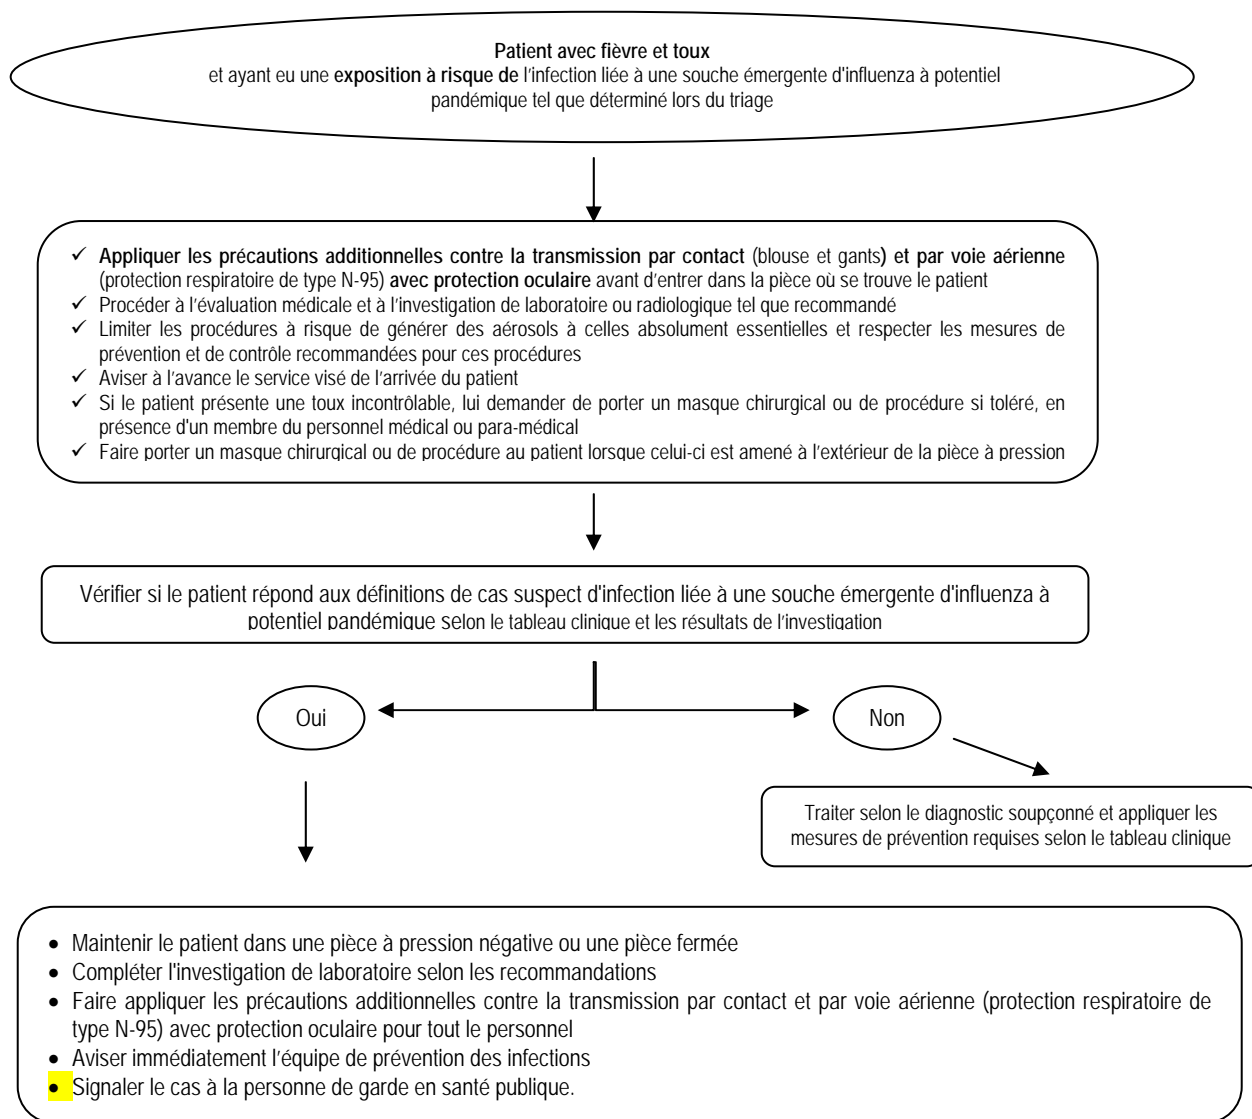 Patient avec fièvre et toux
et ayant eu une exposition à risque de l'infection liée à une souche émergente d'influenza à potentiel
pandémique tel que déterminé lors du triage
✓ Appliquer les précautions additionnelles contre la transmission par contact (blouse et gants) et par voie aérienne
(protection respiratoire de type N-95) avec protection oculaire avant d'entrer dans la pièce où se trouve le patient
✓ Procéder à l'évaluation médicale et à l'investigation de laboratoire ou radiologique tel que recommandé
✓ Limiter les procédures à risque de générer des aérosols à celles absolument essentielles et respecter les mesures de
prévention et de contrôle recommandées pour ces procédures
✓ Aviser à l'avance le service visé de l'arrivée du patient
✓ Si le patient présente une toux incontrôlable, lui demander de porter un masque chirurgical ou de procédure si toléré, en
présence d'un membre du personnel médical ou para-médical
✓ Faire porter un masque chirurgical ou de procédure au patient lorsque celui-ci est amené à l'extérieur de la pièce à pression
Vérifier si le patient répond aux définitions de cas suspect d'infection liée à une souche émergente d'influenza à
potentiel pandémique selon le tableau clinique et les résultats de l'investigation
Oui
Non
Traiter selon le diagnostic soupçonné et appliquer les
mesures de prévention requises selon le tableau clinique
• Maintenir le patient dans une pièce à pression négative ou une pièce fermée
• Compléter l'investigation de laboratoire selon les recommandations
• Faire appliquer les précautions additionnelles contre la transmission par contact et par voie aérienne (protection respiratoire de
type N-95) avec protection oculaire pour tout le personnel
• Aviser immédiatement l'équipe de prévention des infections
• Signaler le cas à la personne de garde en santé publique.